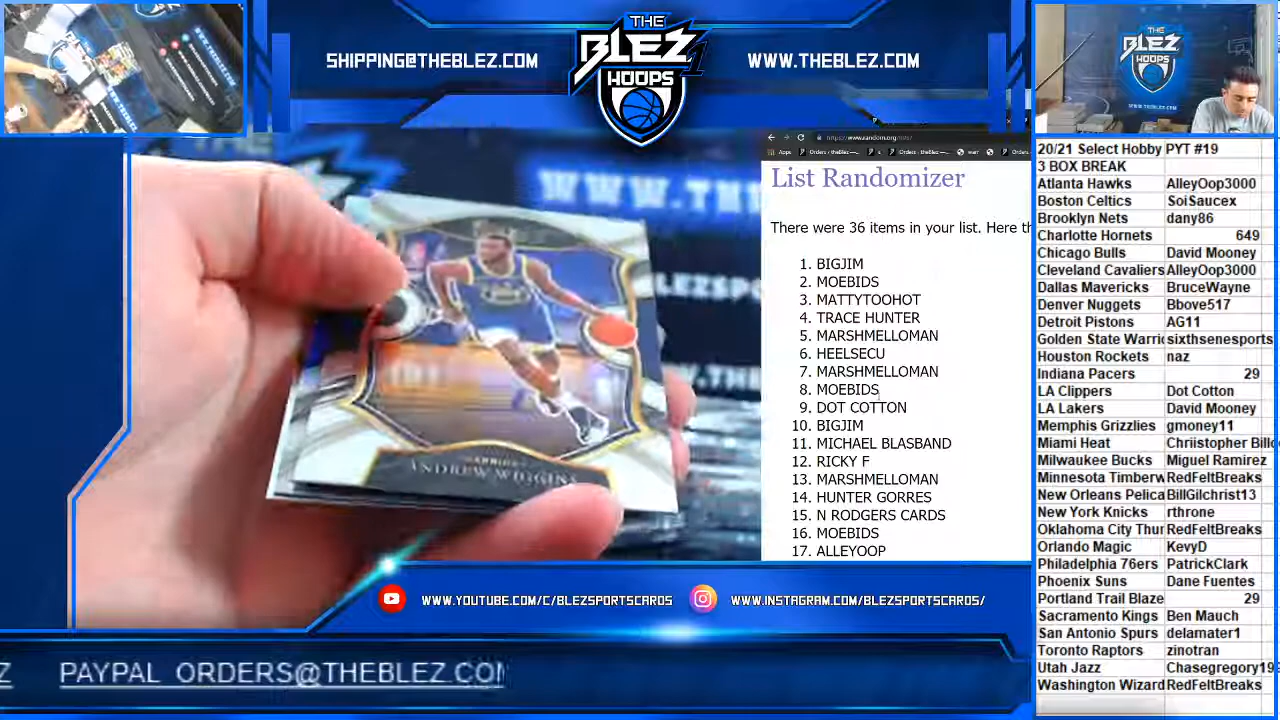 SHIPPING@THEBLEZ.COM
THE
BLEZ
HOOPS
WWW.THEBLEZ.COM
THE
BLEZ
HOOPS
List Randomizer
There were 36 items in your list. Here th
1. BIGJIM
2. MOEBIDS
3. MATTYTOOHOT
4. TRACE HUNTER
5. MARSHMELLOMAN
6. HEELSECU
7. MARSHMELLOMAN
8. MOEBIDS
9. DOT COTTON
10. BIGJIM
11. MICHAEL BLASBAND
12. RICKY F
13. MARSHMELLOMAN
14. HUNTER GORRES
15. N RODGERS CARDS
16. MOEBIDS
17. ALLEYOOP
ANDREW WIGGINS
20/21 Select Hobby PYT #19
3 BOX BREAK
Atlanta Hawks AlleyOop3000
Boston Celtics SoiSaucex
Brooklyn Nets dany86
Charlotte Hornets 649
Chicago Bulls David Mooney
Cleveland Cavaliers AlleyOop3000
Dallas Mavericks BruceWayne
Denver Nuggets Bbove517
Detroit Pistons AG11
Golden State Warrio sixthsenesports
Houston Rockets naz
Indiana Pacers 29
LA Clippers Dot Cotton
LA Lakers David Mooney
Memphis Grizzlies gmoney11
Miami Heat Chriistopher Billo
Milwaukee Bucks Miguel Ramirez
Minnesota Timberw RedFeltBreaks
New Orleans Pelica BillGilchrist13
New York Knicks rthrone
Oklahoma City Thun RedFeltBreaks
Orlando Magic KevyD
Philadelphia 76ers PatrickClark
Phoenix Suns Dane Fuentes
Portland Trail Blaze 29
Sacramento Kings Ben Mauch
San Antonio Spurs delamater1
Toronto Raptors zinotran
Utah Jazz Chasegregory19
Washington Wizard RedFeltBreaks
WWW.YOUTUBE.COM/C/BLEZSPORTSCARDS
WWW.INSTAGRAM.COM/BLEZSPORTSCARDS/
Z PAYPAL ORDERS@THEBLEZ.COM